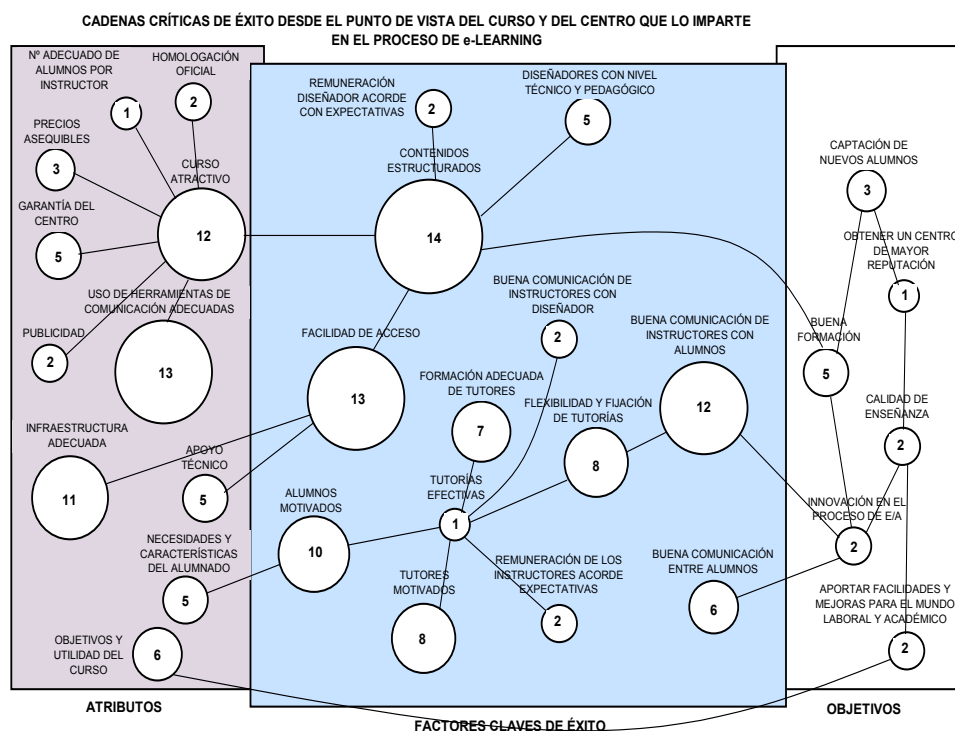 CADENAS CRÍTICAS DE ÉXITO DESDE EL PUNTO DE VISTA DEL CURSO Y DEL CENTRO QUE LO IMPARTE
EN EL PROCESO DE e-LEARNING
Nº ADECUADO DE
ALUMNOS POR
INSTRUCTOR
1
HOMOLOGACIÓN
OFICIAL
2
PRECIOS
ASEQUIBLES
3
CURSO
ATRACTIVO
12
GARANTÍA DEL
CENTRO
5
USO DE HERRAMIENTAS DE
COMUNICACIÓN ADECUADAS
13
PUBLICIDAD
2
INFRAESTRUCTURA
ADECUADA
11
APOYO
TÉCNICO
5
NECESIDADES Y
CARACTERÍSTICAS
DEL ALUMNADO
5
OBJETIVOS Y
UTILIDAD DEL
CURSO
6
ATRIBUTOS
REMUNERACIÓN
DISEÑADOR ACORDE
CON EXPECTATIVAS
2
DISEÑADORES CON NIVEL
TÉCNICO Y PEDAGÓGICO
5
CONTENIDOS
ESTRUCTURADOS
14
BUENA COMUNICACIÓN DE
INSTRUCTORES CON
DISEÑADOR
2
FACILIDAD DE ACCESO
13
BUENA COMUNICACIÓN DE
INSTRUCTORES CON
ALUMNOS
12
FORMACIÓN ADECUADA
DE TUTORES
7
FLEXIBILIDAD Y FIJACIÓN
DE TUTORÍAS
8
TUTORÍAS
EFECTIVAS
1
ALUMNOS
MOTIVADOS
10
TUTORES
MOTIVADOS
8
REMUNERACIÓN DE LOS
INSTRUCTORES ACORDE
EXPECTATIVAS
2
BUENA COMUNICACIÓN
ENTRE ALUMNOS
6
FACTORES CLAVES DE ÉXITO
CAPTACIÓN DE
NUEVOS ALUMNOS
3
OBTENER UN CENTRO
DE MAYOR
REPUTACIÓN
1
BUENA
FORMACIÓN
5
CALIDAD DE
ENSEÑANZA
2
INNOVACIÓN EN EL
PROCESO DE E/A
2
APORTAR FACILIDADES Y
MEJORAS PARA EL MUNDO
LABORAL Y ACADÉMICO
2
OBJETIVOS